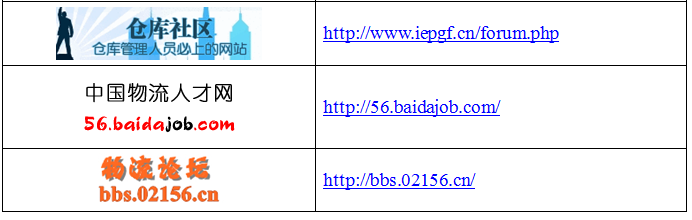 仓库社区
仓库管理人员必上的网站
http://www.iepgf.cn/forum.php
中国物流人才网
56.baidajob.com
http://56.baidajob.com/
物流论坛
bbs.02156.cn
http://bbs.02156.cn/